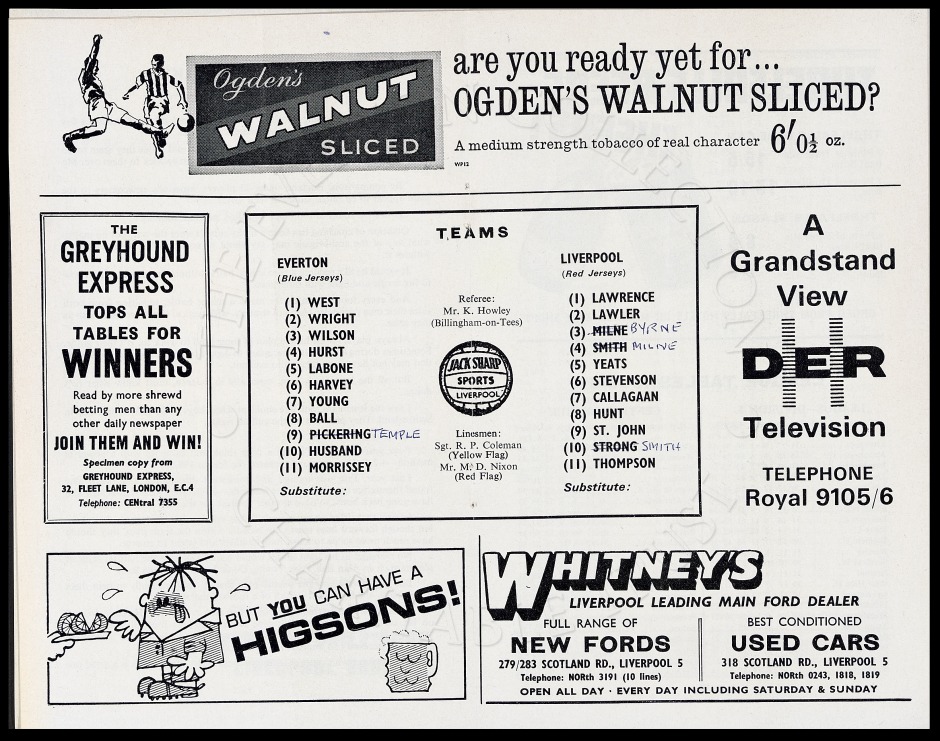 Ogden's
WALNUT
SLICED
are you ready yet for...
OGDEN'S WALNUT SLICED?
A medium strength tobacco of real character 6'0½ oz.
WP12
THE
GREYHOUND
EXPRESS
TOPS ALL
TABLES FOR
WINNERS
Read by more shrewd
betting men than any
other daily newspaper
JOIN THEM AND WIN!
Specimen copy from
GREYHOUND EXPRESS,
32, FLEET LANE, LONDON, E.C.4
Telephone: CENtral 7355
TEAMS
EVERTON
(Blue Jerseys)
(1) WEST
(2) WRIGHT
(3) WILSON
(4) HURST
(5) LABONE
(6) HARVEY
(7) YOUNG
(8) BALL
(9) PICKERING TEMPLE
(10) HUSBAND
(11) MORRISSEY
Substitute:
Referee:
Mr. K. Howley
(Billingham-on-Tees)
JACK SHARP
SPORTS
LIVERPOOL
Linesmen:
Sgt. R. P. Coleman
(Yellow Flag)
Mr. M. D. Nixon
(Red Flag)
LIVERPOOL
(Red Jerseys)
(1) LAWRENCE
(2) LAWLER
(3) MILNE BYRNE
(4) SMITH MILNE
(5) YEATS
(6) STEVENSON
(7) CALLAGAAN
(8) HUNT
(9) ST. JOHN
(10) STRONG SMITH
(11) THOMPSON
Substitute:
A
Grandstand
View
DER
Television
TELEPHONE
Royal 9105/6
BUT YOU CAN HAVE A
HIGSONS!
WHITNEYS
LIVERPOOL LEADING MAIN FORD DEALER
FULL RANGE OF
NEW FORDS
279/283 SCOTLAND RD., LIVERPOOL 5
Telephone: NORth 3191 (10 lines)
BEST CONDITIONED
USED CARS
318 SCOTLAND RD., LIVERPOOL 5
Telephone: NORth 0243, 1818, 1819
OPEN ALL DAY · EVERY DAY INCLUDING SATURDAY & SUNDAY